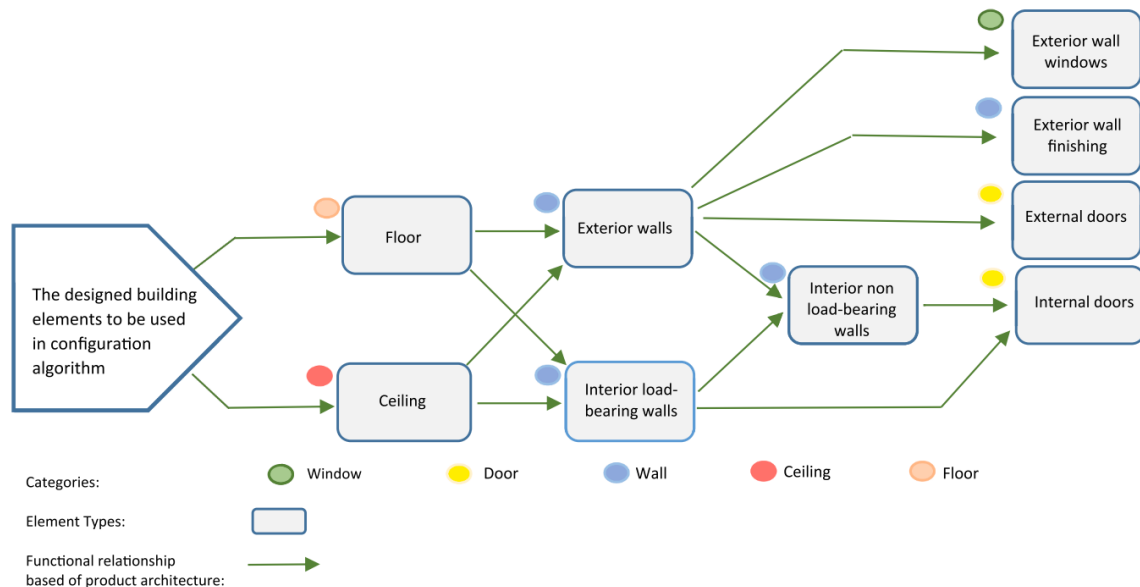 Exterior wall
windows
Exterior wall
finishing
Floor
Exterior walls
External doors
The designed building
elements to be used
in configuration
algorithm
Interior non
load-bearing
walls
Internal doors
Ceiling
Interior load-
bearing walls
Categories:
Window
Door
Wall
Ceiling
Floor
Element Types:
Functional relationship
based of product architecture: